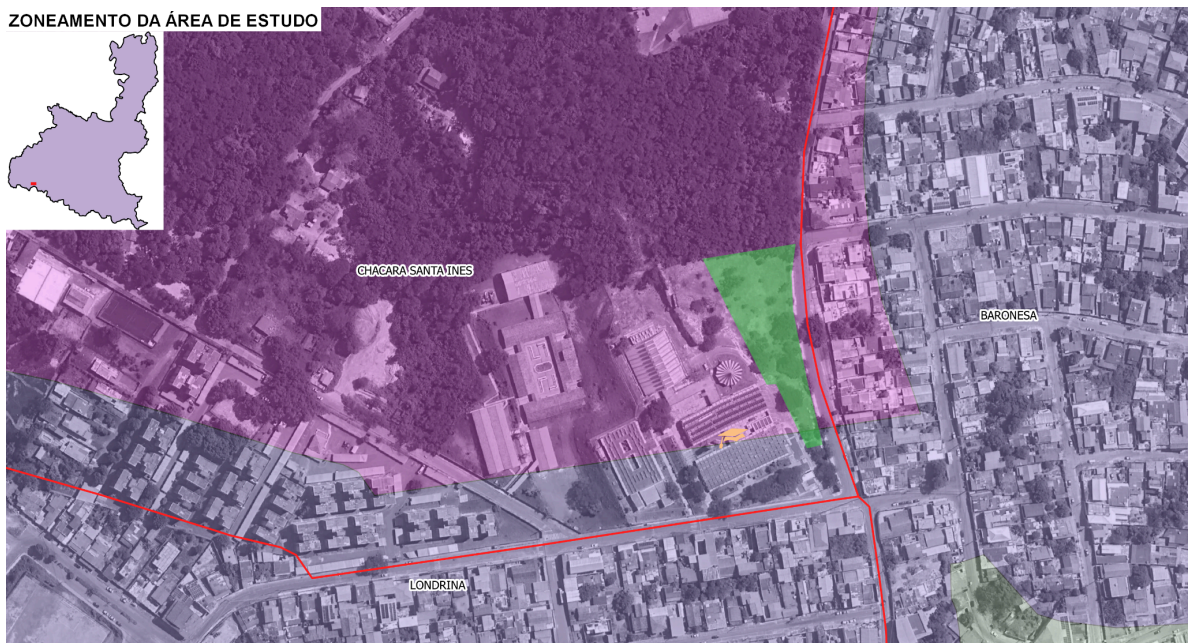 ZONEAMENTO DA ÁREA DE ESTUDO
CHACARA SANTA INES
BARONESA
LONDRINA